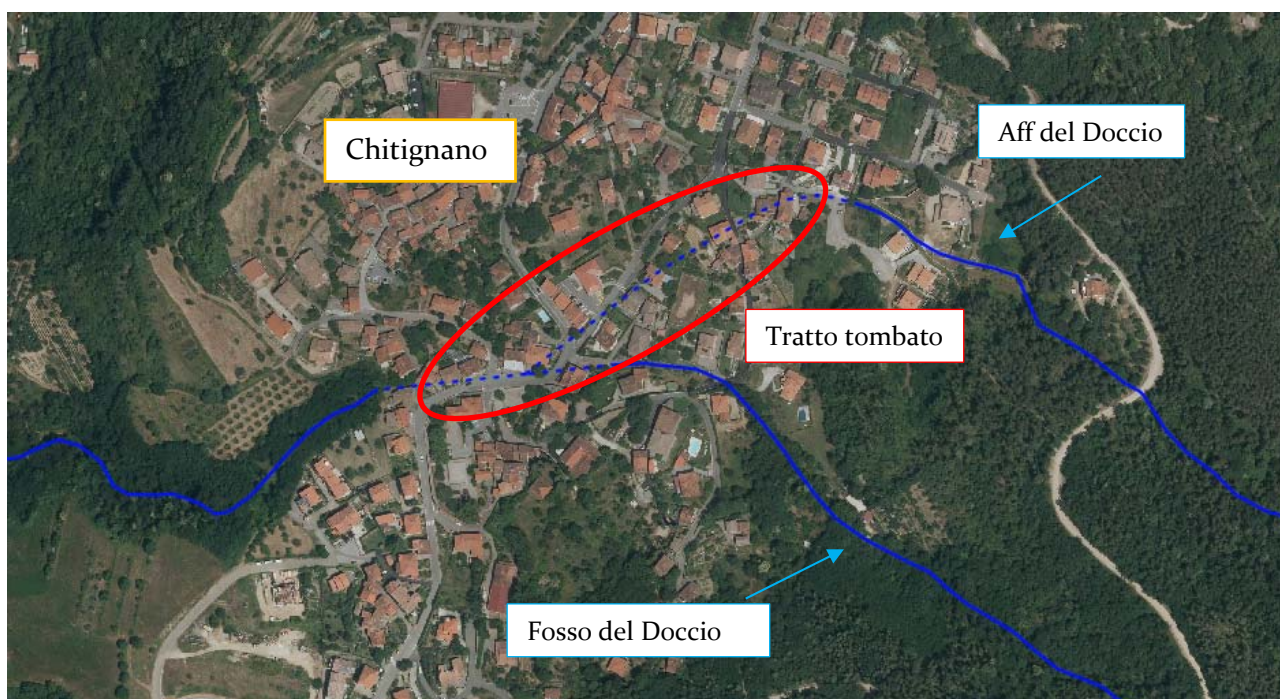 Chitignano
Aff del Doccio
Tratto tombato
Fosso del Doccio